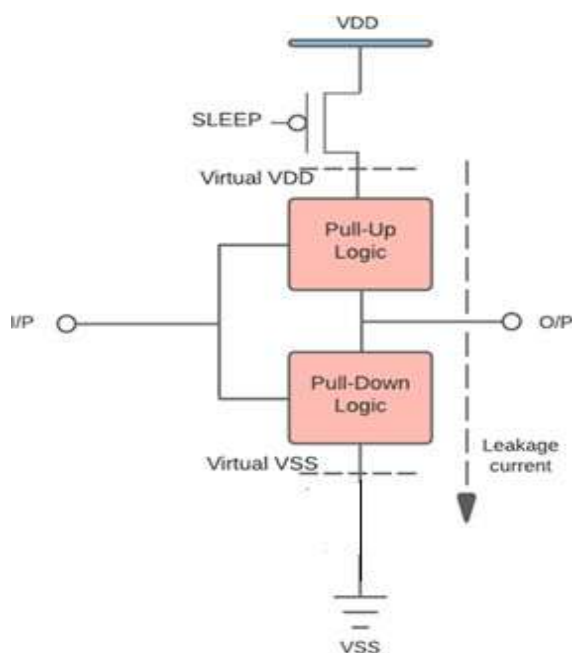 VDD
SLEEP
Virtual VDD
Pull-Up
Logic
I/P
O/P
Pull-Down
Logic
Leakage
current
Virtual VSS
VSS